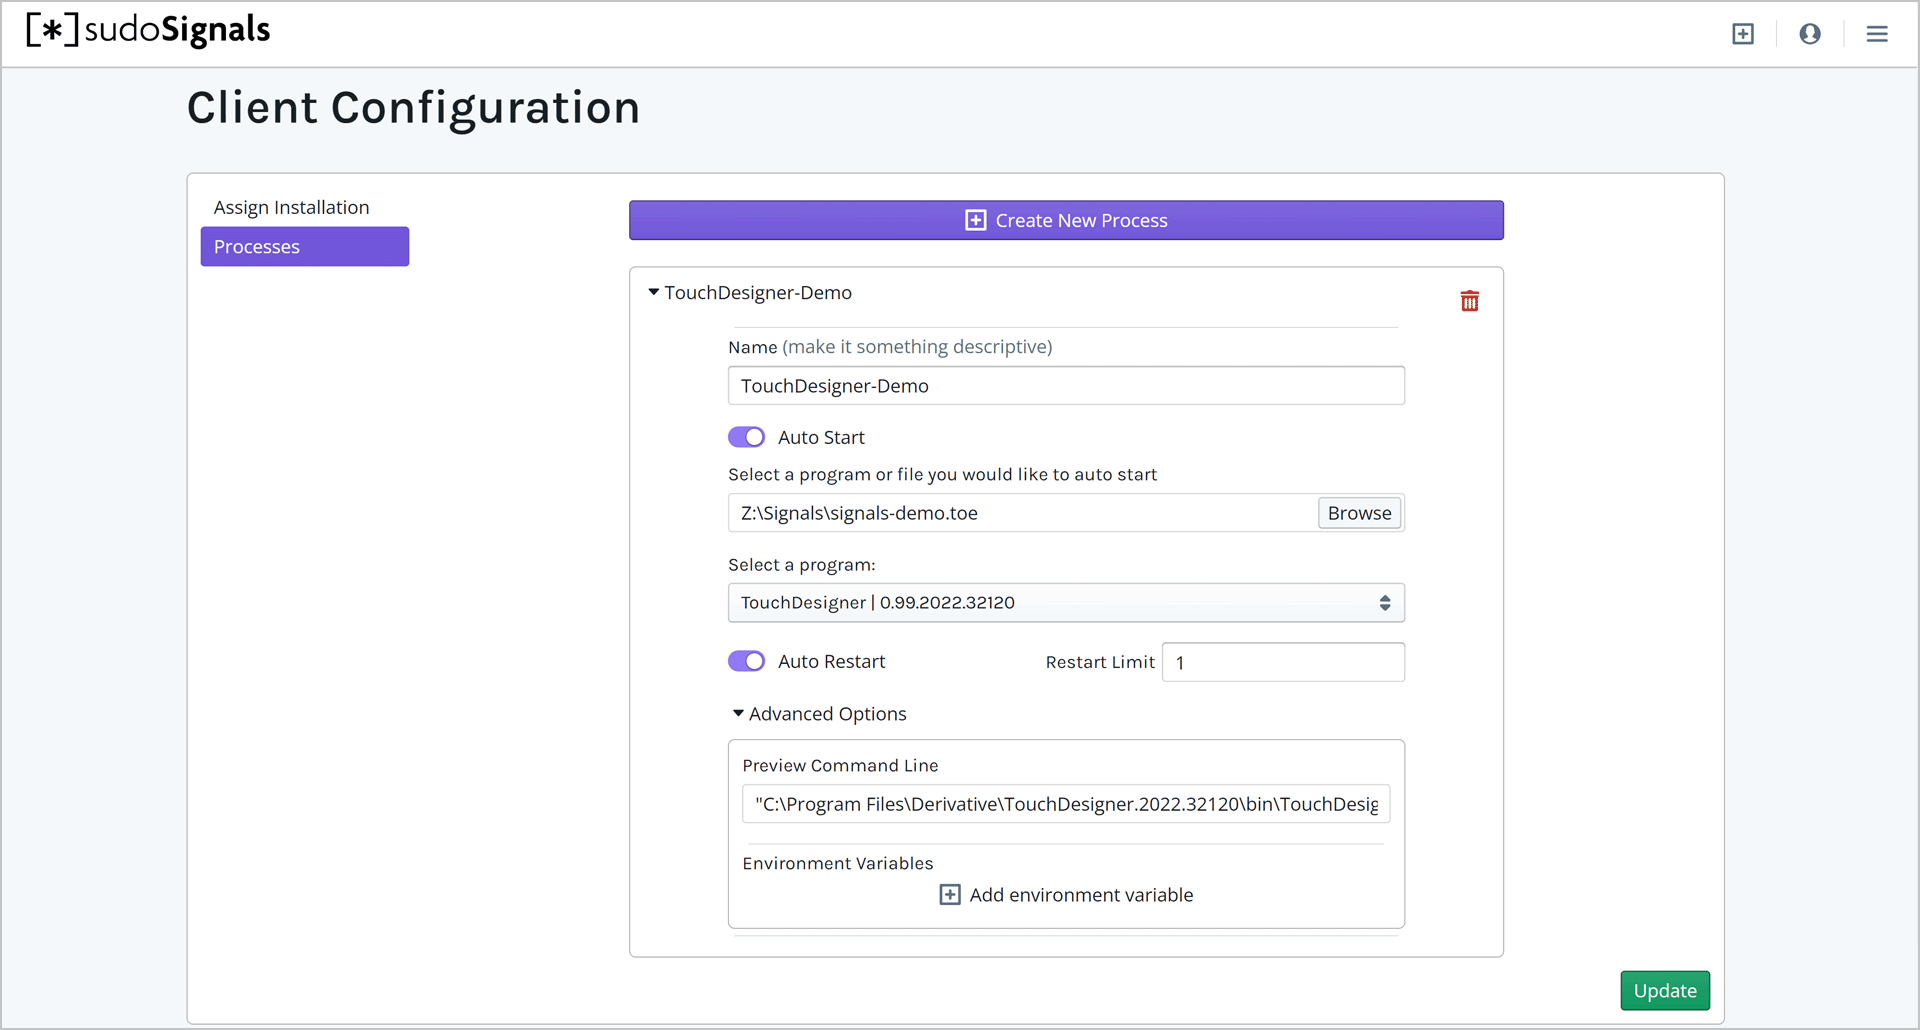 [*]sudoSignals
Client Configuration
Assign Installation
Processes
Create New Process
TouchDesigner-Demo
Name (make it something descriptive)
TouchDesigner-Demo
Auto Start
Select a program or file you would like to auto start
Z:\Signals\signals-demo.toe
Browse
Select a program:
TouchDesigner | 0.99.2022.32120
Auto Restart
Restart Limit
1
Advanced Options
Preview Command Line
"C:\Program Files\Derivative\TouchDesigner.2022.32120\bin\TouchDesig
Environment Variables
Add environment variable
Update